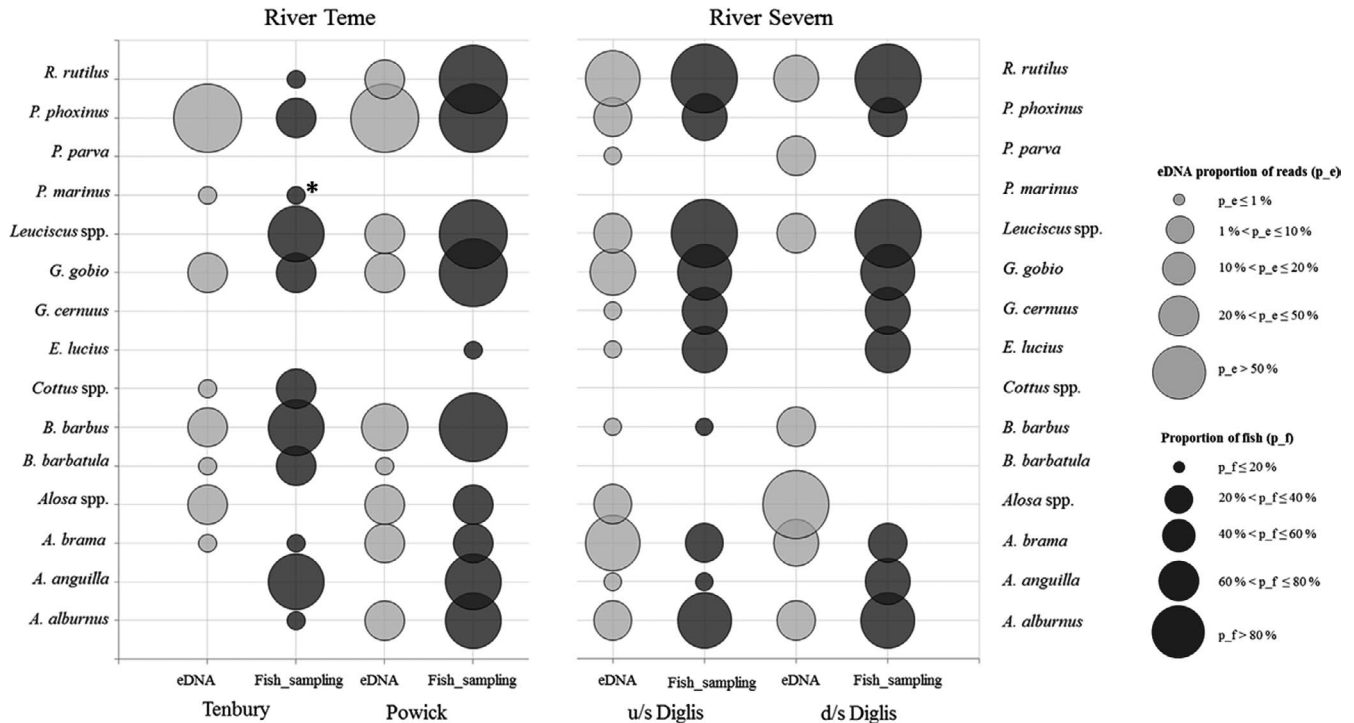 River Teme
River Severn
R. rutilus
P. phoxinus
P. parva
P. marinus
*
Leuciscus spp.
G. gobio
G. cernuus
E. lucius
Cottus spp.
B. barbus
B. barbatula
Alosa spp.
A. brama
A. anguilla
A. alburnus
eDNA
Fish_sampling
eDNA
Fish_sampling
Tenbury
Powick
eDNA
Fish_sampling
eDNA
Fish_sampling
u/s Diglis
d/s Diglis
R. rutilus
P. phoxinus
P. parva
P. marinus
Leuciscus spp.
G. gobio
G. cernuus
E. lucius
Cottus spp.
B. barbus
B. barbatula
Alosa spp.
A. brama
A. anguilla
A. alburnus
eDNA proportion of reads (p_e)
p_e ≤ 1 %
1 % < p_e ≤ 10 %
10 % < p_e ≤ 20 %
20 % < p_e ≤ 50 %
p_e > 50 %
Proportion of fish (p_f)
p_f ≤ 20 %
20 % < p_f ≤ 40 %
40 % < p_f ≤ 60 %
60 % < p_f ≤ 80 %
p_f > 80 %